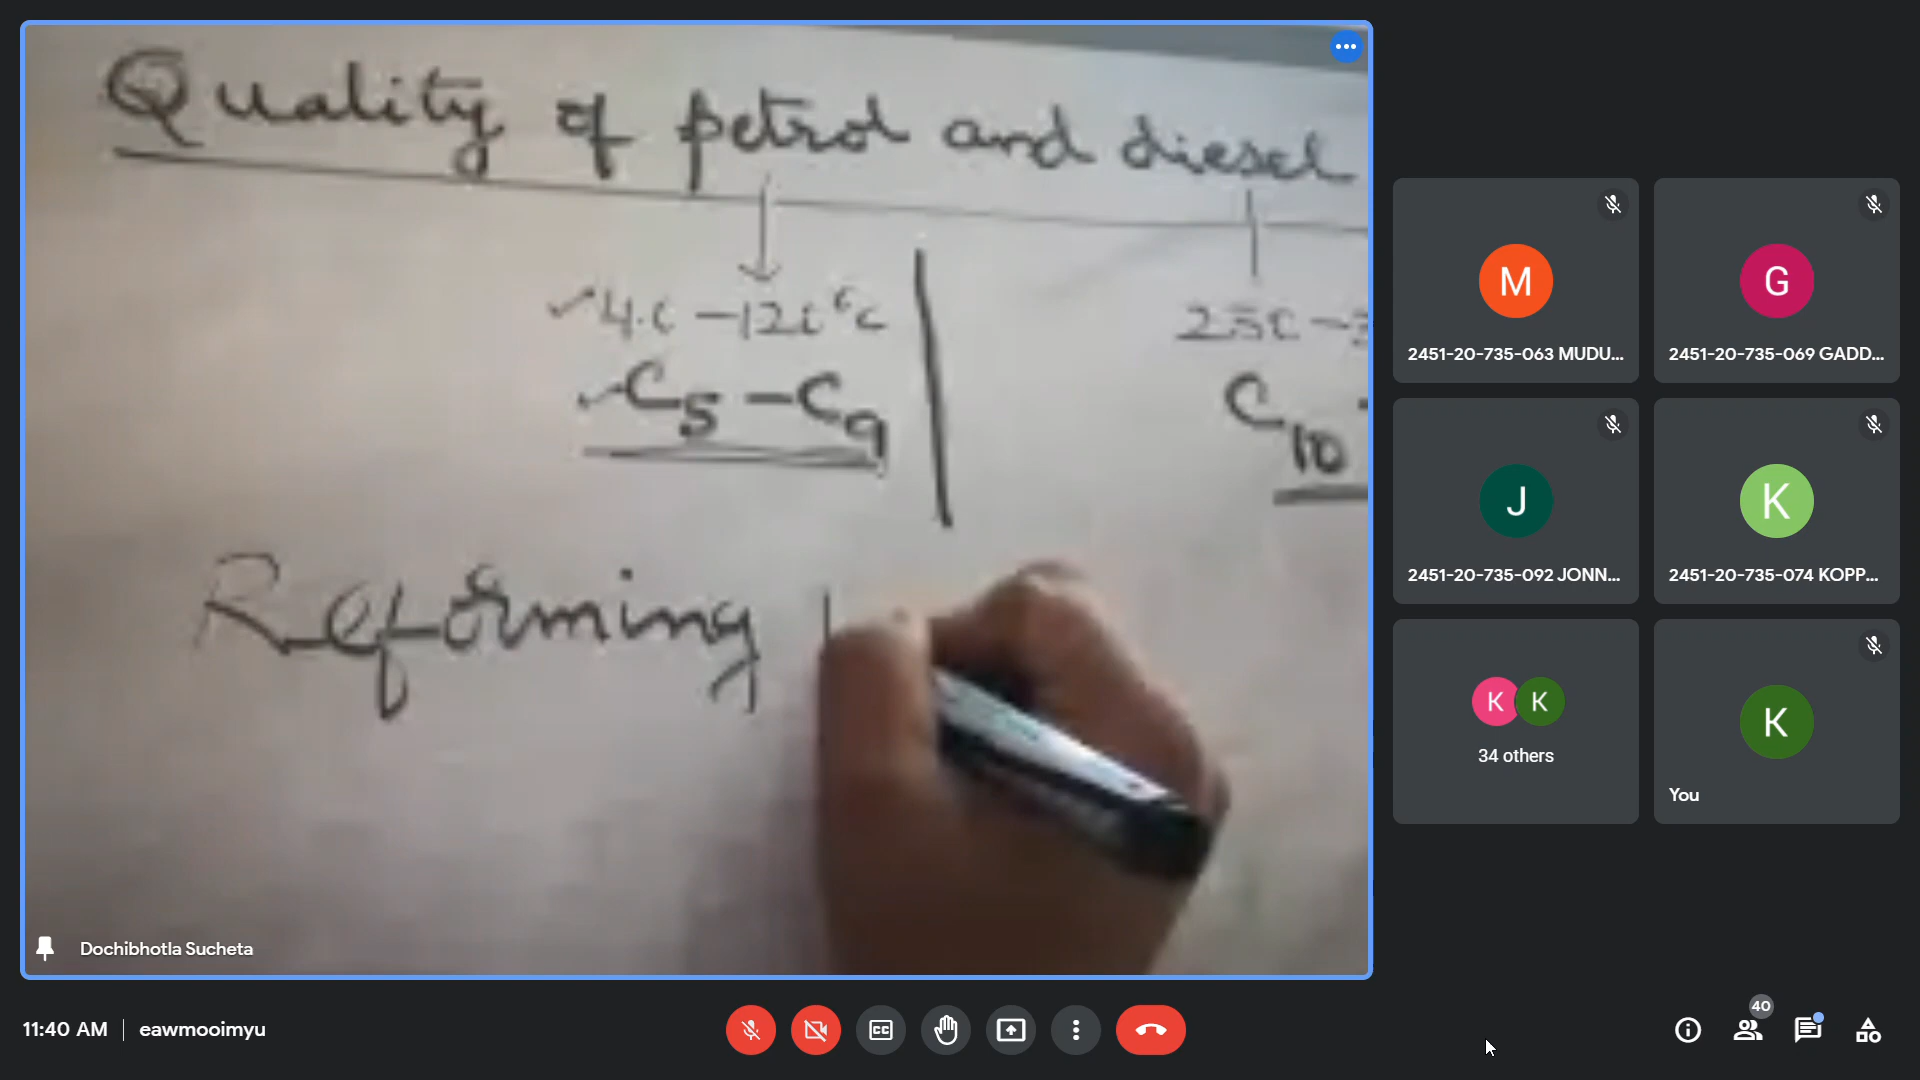 Quality of petrol and diesel
40 - 120°C
C5 - C9
250 -
C10 -
Reforming
Dochibhotla Sucheta
M
2451-20-735-063 MUDU...
G
2451-20-735-069 GADD...
J
2451-20-735-092 JONN...
K
2451-20-735-074 KOPP...
K K
34 others
K
You
11:40 AM | eawmooimyu
CC
40